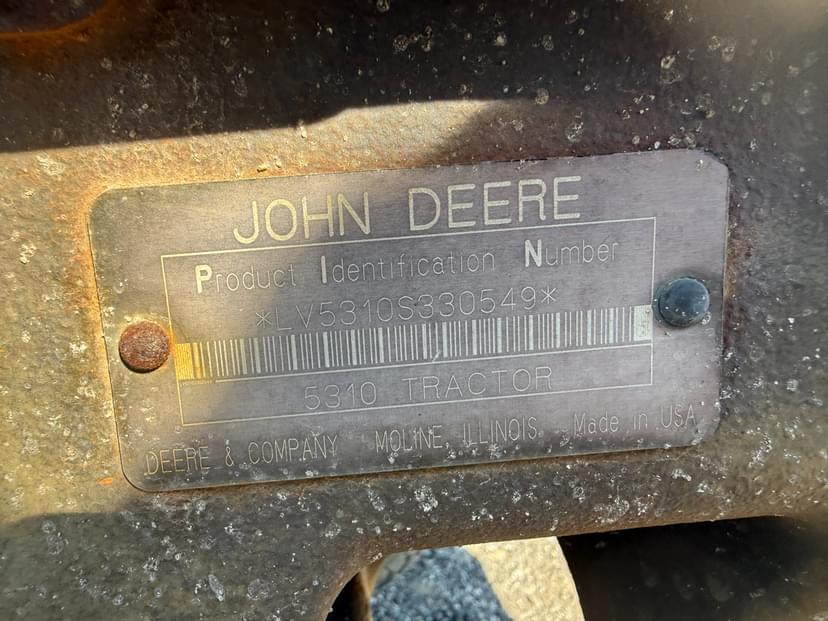 JOHN DEERE
Product Identification Number
*LV5310S330549*
5310 TRACTOR
DEERE & COMPANY MOLINE, ILLINOIS Made in USA